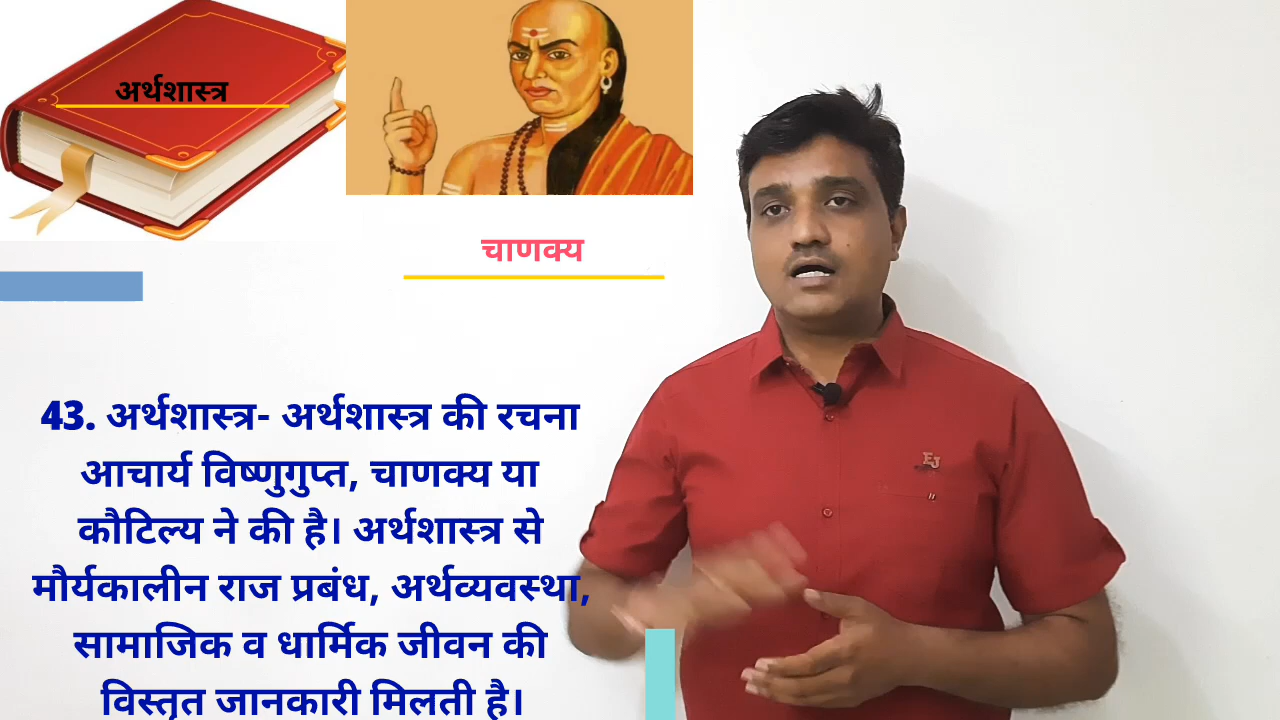 अर्थशास्त्र
चाणक्य
43. अर्थशास्त्र- अर्थशास्त्र की रचना
आचार्य विष्णुगुप्त, चाणक्य या
कौटिल्य ने की है। अर्थशास्त्र से
मौर्यकालीन राज प्रबंध, अर्थव्यवस्था,
सामाजिक व धार्मिक जीवन की
विस्तृत जानकारी मिलती है।
EJ